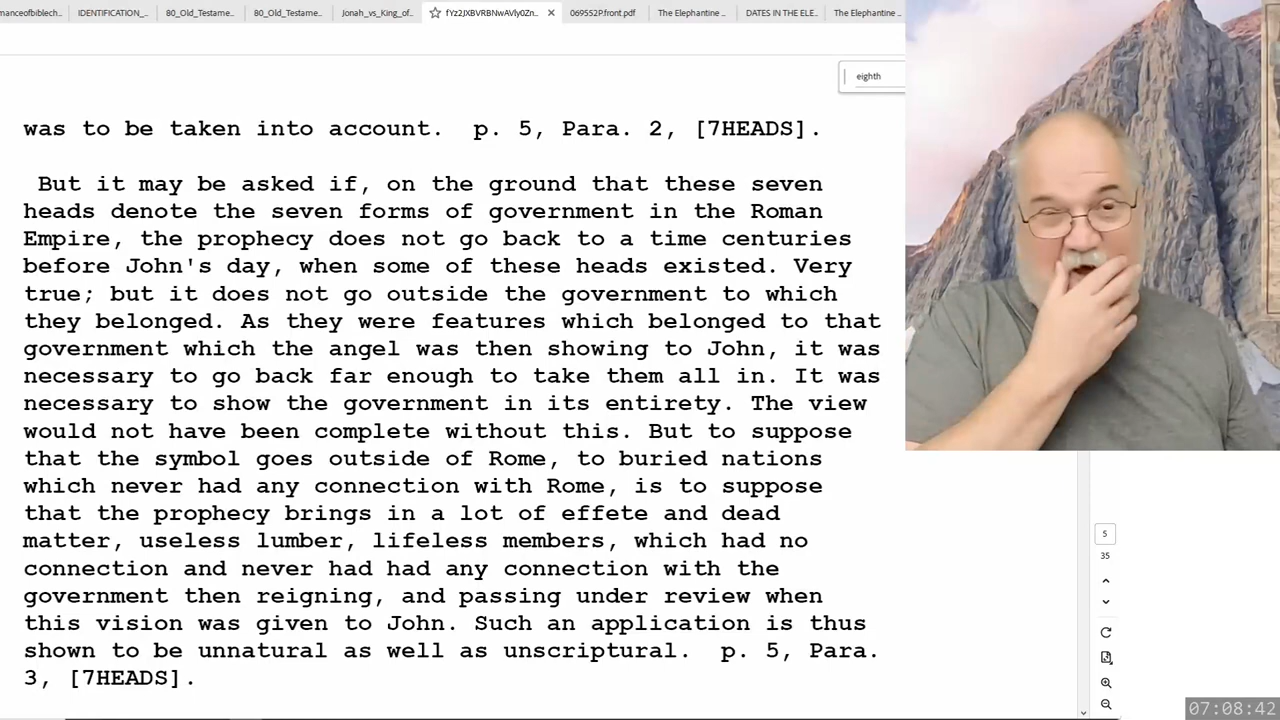 manceofbiblech...
IDENTIFICATION_...
80_Old_Testame...
80_Old_Testame...
Jonah_vs_King_of...
fYz2JXBVRBNwAVly0Zn...
069552P.front.pdf
The Elephantine ...
DATES IN THE ELE...
The Elephantine ...
eighth
was to be taken into account. p. 5, Para. 2, [7HEADS].
But it may be asked if, on the ground that these seven
heads denote the seven forms of government in the Roman
Empire, the prophecy does not go back to a time centuries
before John's day, when some of these heads existed. Very
true; but it does not go outside the government to which
they belonged. As they were features which belonged to that
government which the angel was then showing to John, it was
necessary to go back far enough to take them all in. It was
necessary to show the government in its entirety. The view
would not have been complete without this. But to suppose
that the symbol goes outside of Rome, to buried nations
which never had any connection with Rome, is to suppose
that the prophecy brings in a lot of effete and dead
matter, useless lumber, lifeless members, which had no
connection and never had had any connection with the
government then reigning, and passing under review when
this vision was given to John. Such an application is thus
shown to be unnatural as well as unscriptural. p. 5, Para.
3, [7HEADS].
5
35
07:08:42